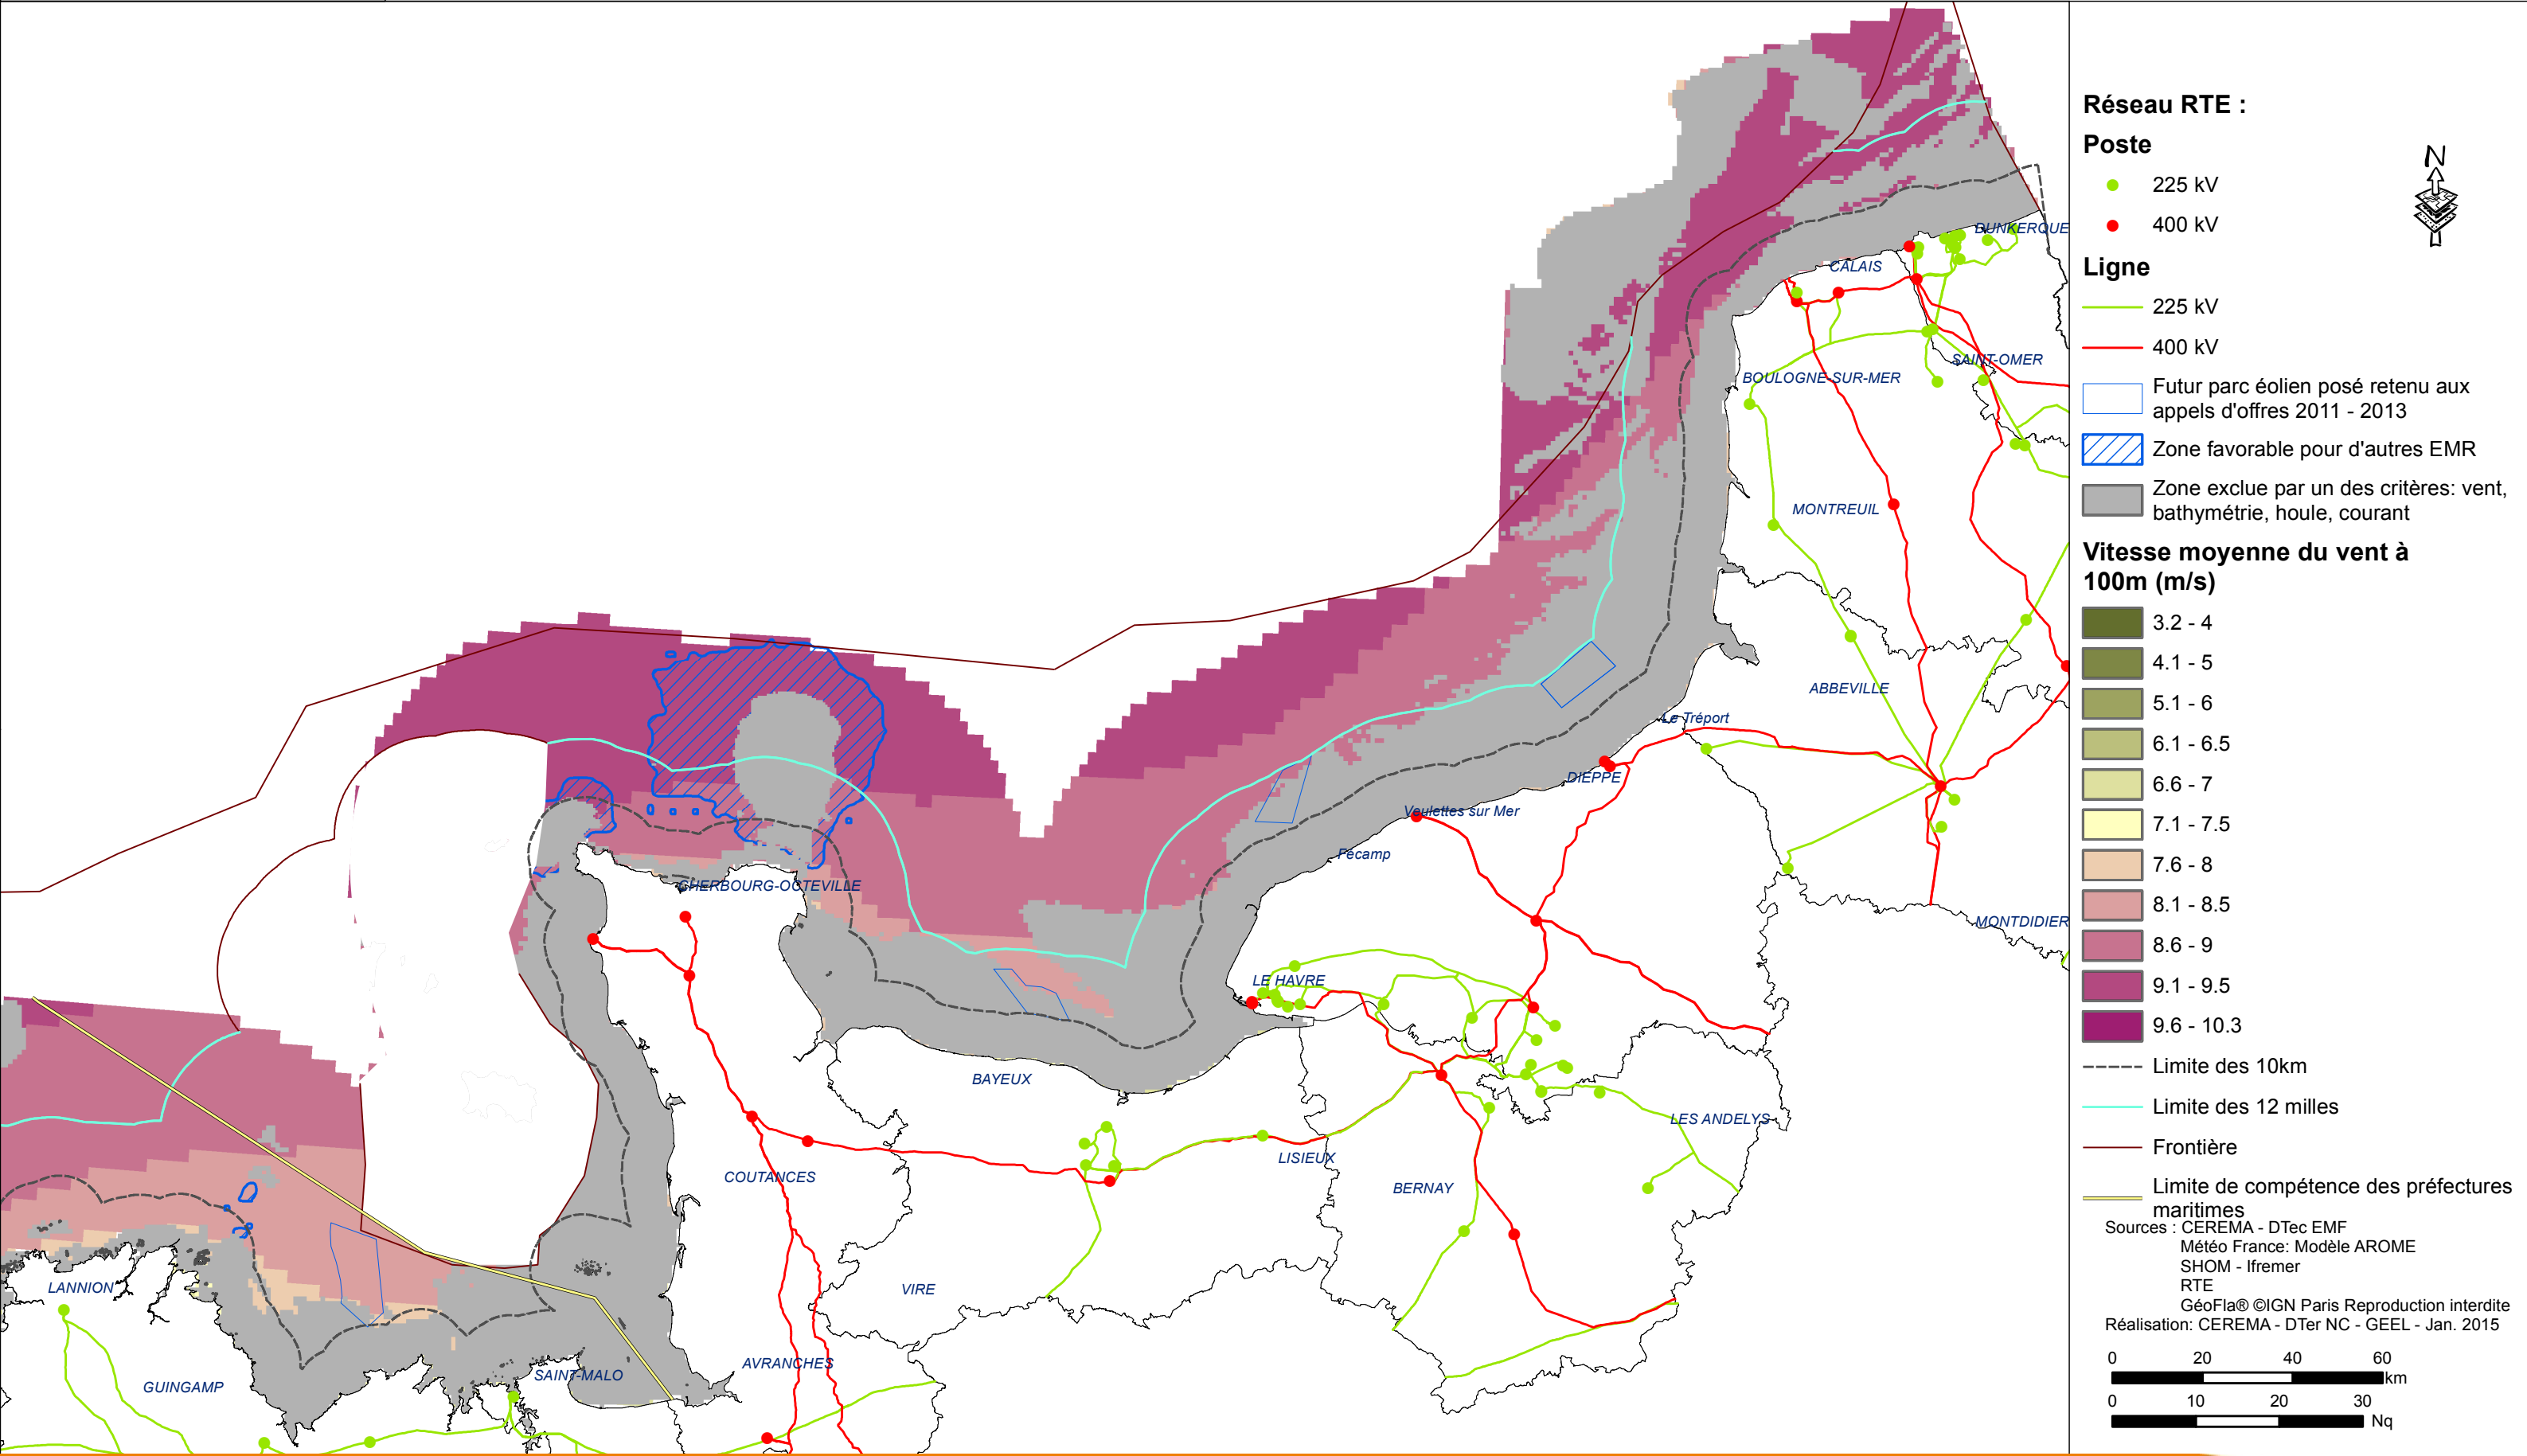 DUNKERQUE
CALAIS
SAINT-OMER
BOULOGNE-SUR-MER
MONTREUIL
ABBEVILLE
Le Tréport
DIEPPE
Veulettes sur Mer
Fécamp
CHERBOURG-OCTEVILLE
MONTDIDIER
LE HAVRE
BAYEUX
LES ANDELYS
LISIEUX
COUTANCES
BERNAY
LANNION
VIRE
AVRANCHES
SAINT-MALO
GUINGAMP
N
Réseau RTE :
Poste
225 kV
400 kV
Ligne
225 kV
400 kV
Futur parc éolien posé retenu aux
appels d'offres 2011 - 2013
Zone favorable pour d'autres EMR
Zone exclue par un des critères: vent,
bathymétrie, houle, courant
Vitesse moyenne du vent à
100m (m/s)
3.2 - 4
4.1 - 5
5.1 - 6
6.1 - 6.5
6.6 - 7
7.1 - 7.5
7.6 - 8
8.1 - 8.5
8.6 - 9
9.1 - 9.5
9.6 - 10.3
Limite des 10km
Limite des 12 milles
Frontière
Limite de compétence des préfectures
maritimes
Sources : CEREMA - DTec EMF
Météo France: Modèle AROME
SHOM - Ifremer
RTE
GéoFla® ©IGN Paris Reproduction interdite
Réalisation: CEREMA - DTer NC - GEEL - Jan. 2015
0 20 40 60
km
0 10 20 30
Nq